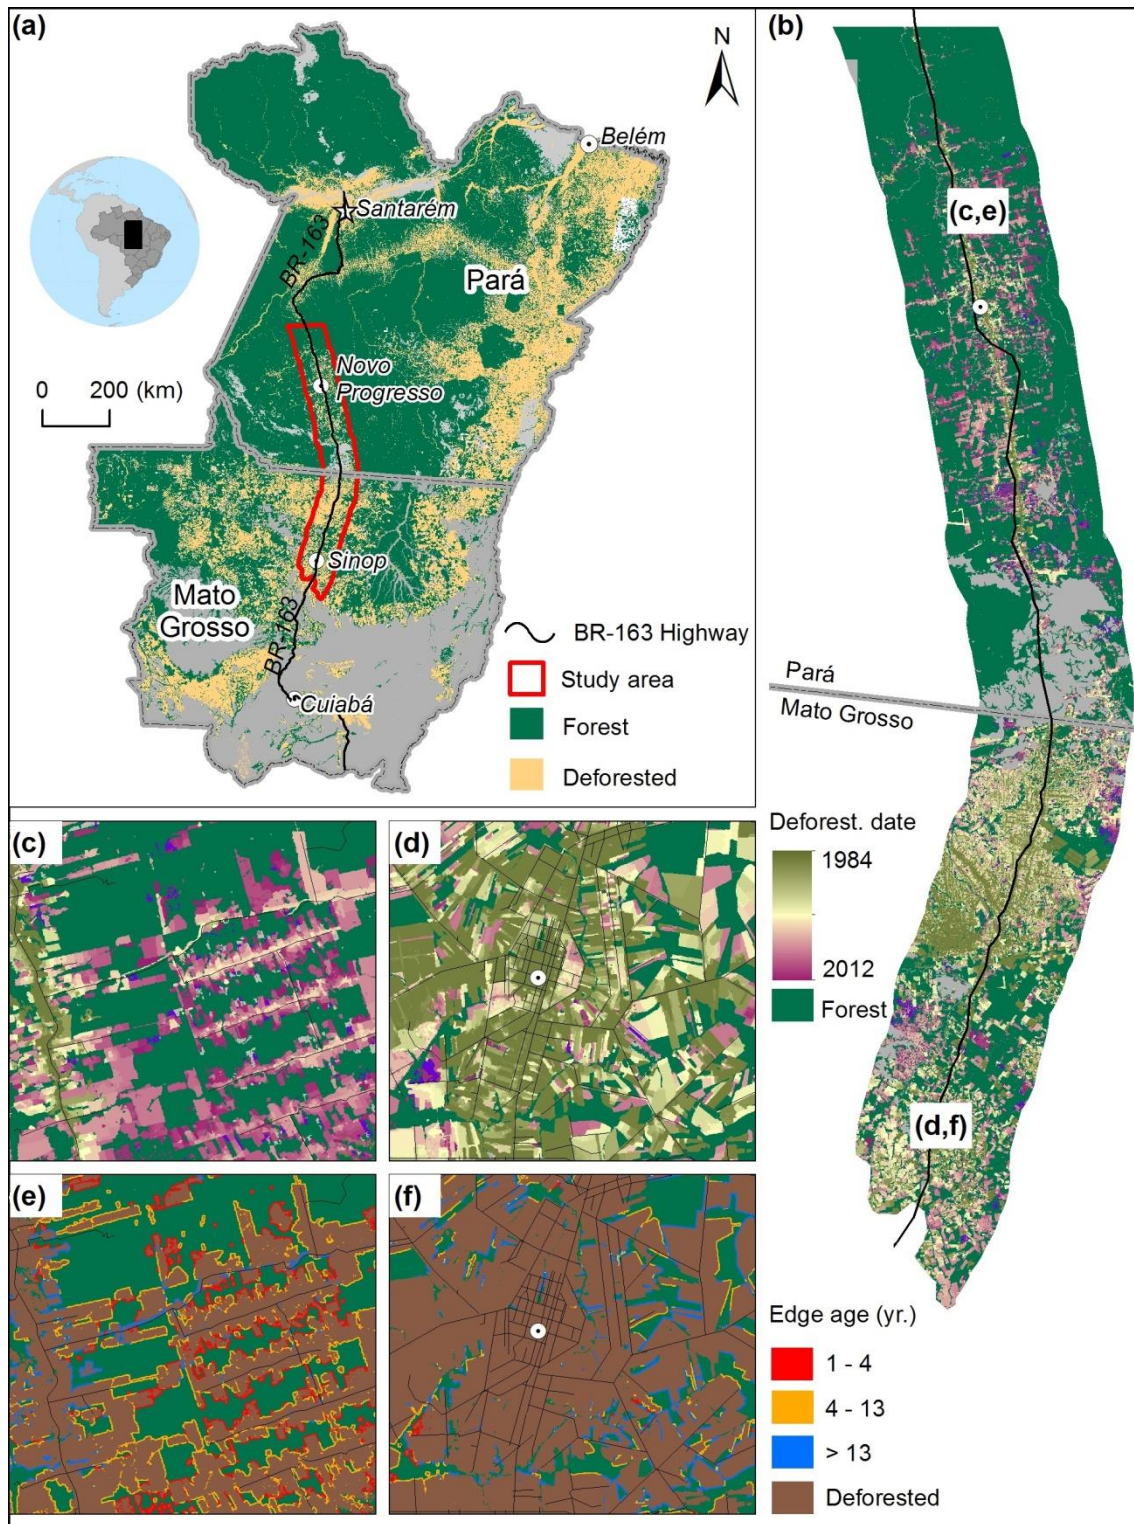 (a)
N
Belém
Santarém
BR-163
Pará
Novo
Progresso
0 200 (km)
Sinop
Mato
Grosso
BR-163
Cuiabá
BR-163 Highway
Study area
Forest
Deforested
(b)
(c,e)
Pará
Mato Grosso
Deforest. date
1984
2012
Forest
(d,f)
(c)
(d)
(e)
(f)
Edge age (yr.)
1 - 4
4 - 13
> 13
Deforested